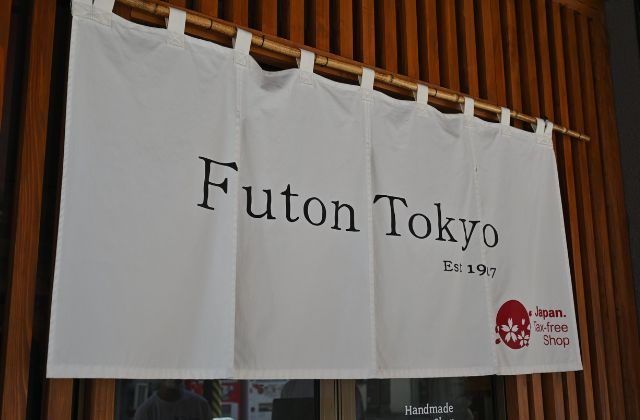 Futon Tokyo
Est 1917
Japan.
Tax-free
Shop
Handmade